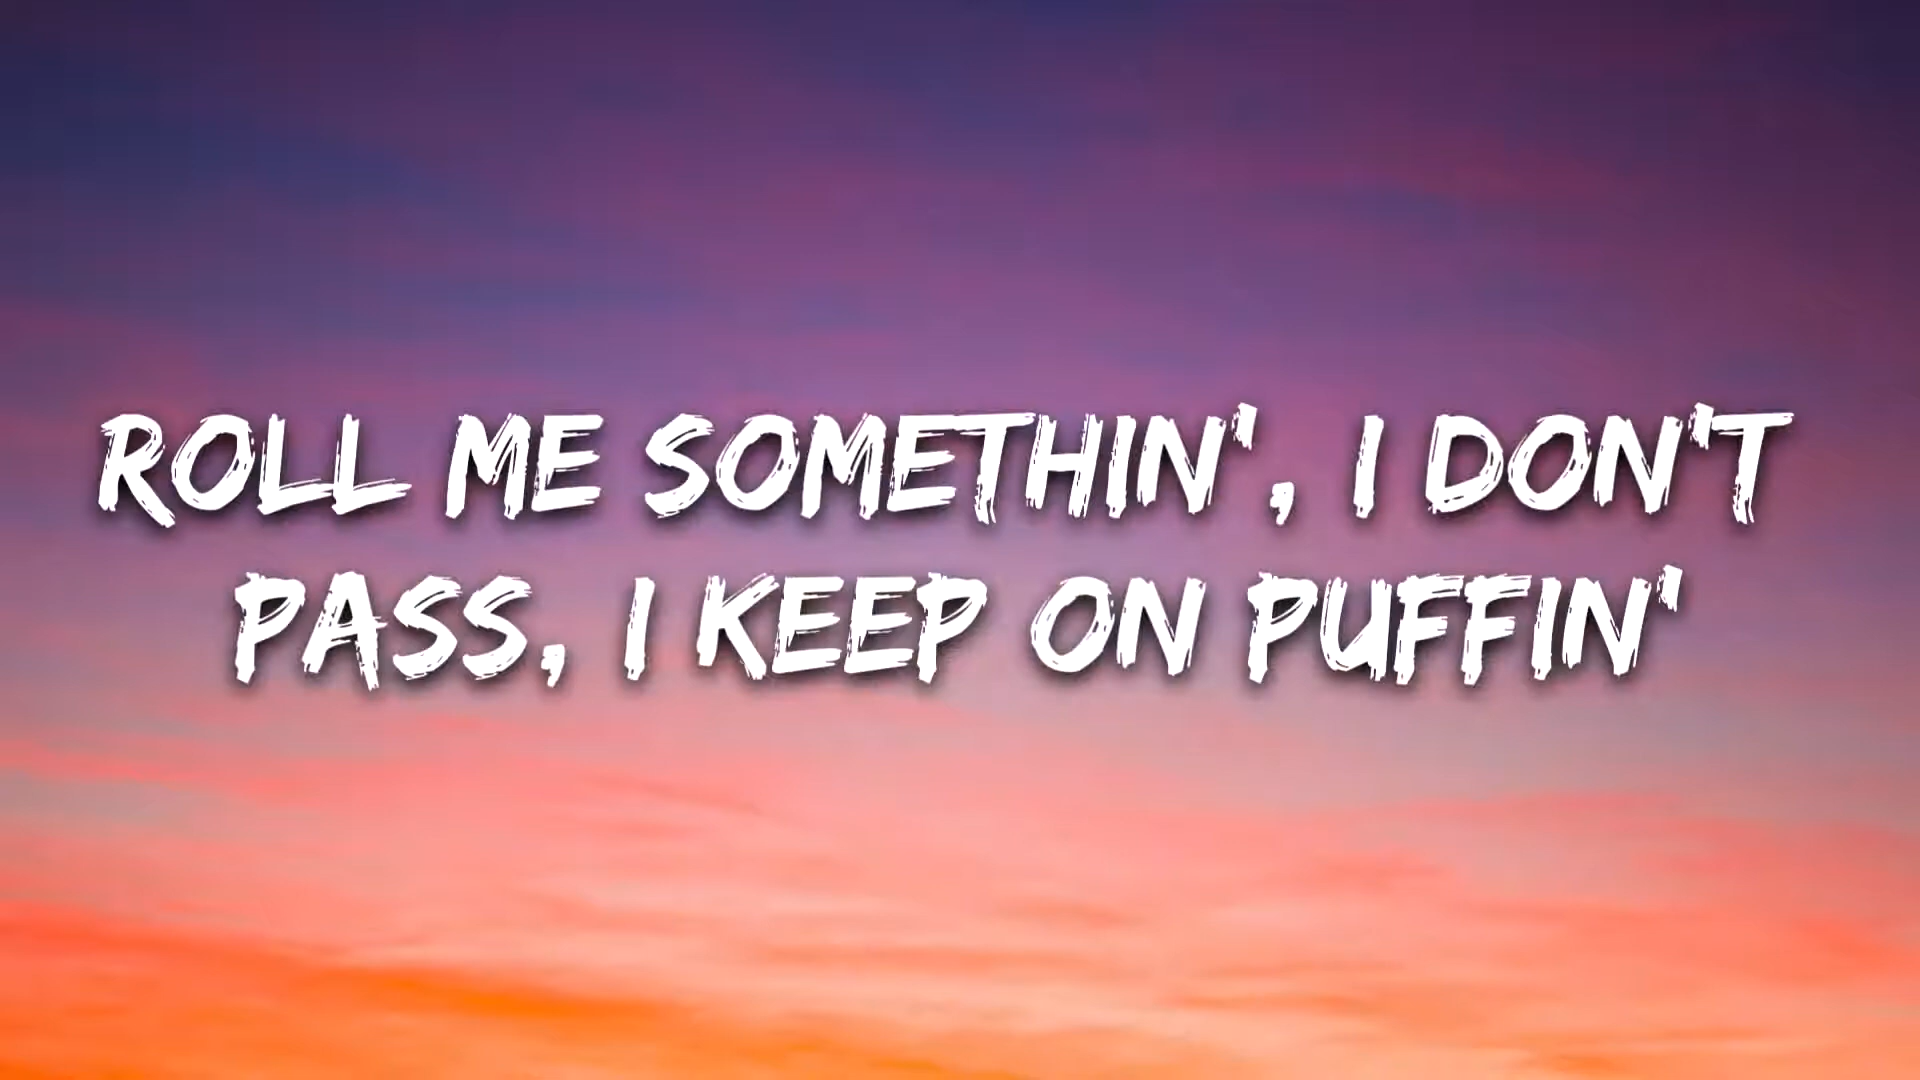 ROLL ME SOMETHIN', I DON'T
PASS, I KEEP ON PUFFIN'